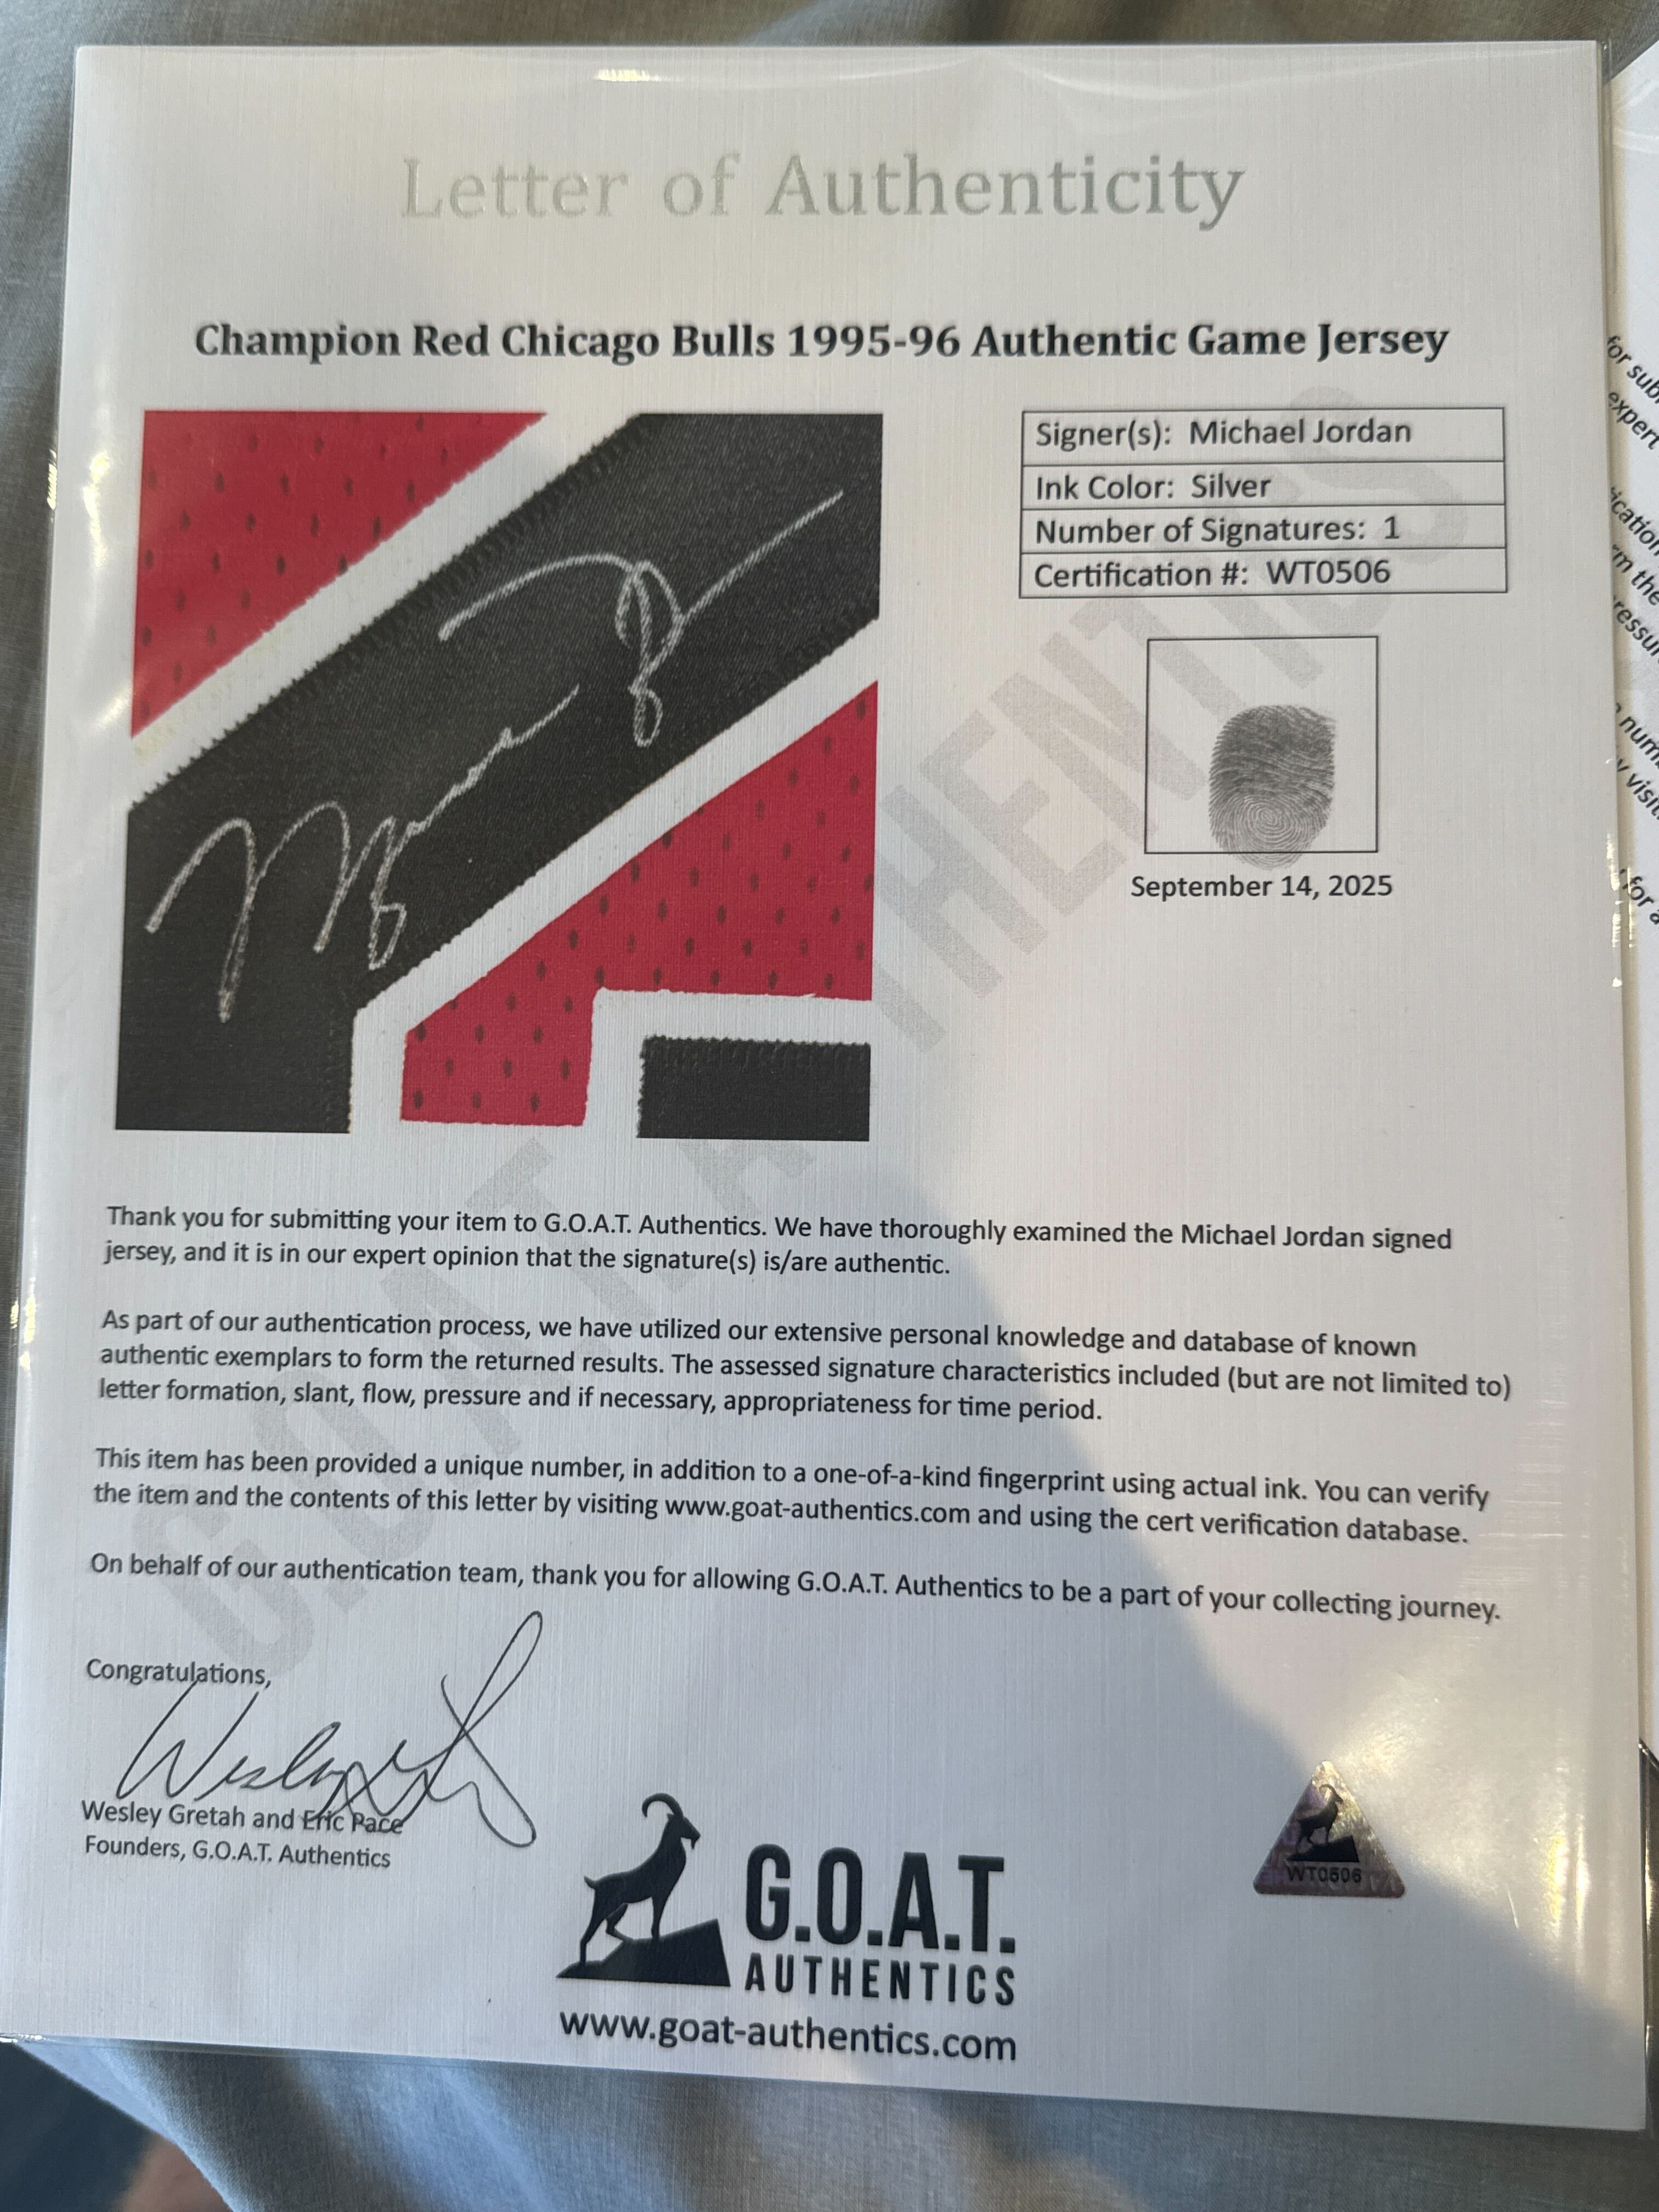 Letter of Authenticity
Champion Red Chicago Bulls 1995-96 Authentic Game Jersey
Signer(s): Michael Jordan
Ink Color: Silver
Number of Signatures: 1
Certification #: WT0506
September 14, 2025
GOAT AUTHENTICS
Thank you for submitting your item to G.O.A.T. Authentics. We have thoroughly examined the Michael Jordan signed
jersey, and it is in our expert opinion that the signature(s) is/are authentic.
As part of our authentication process, we have utilized our extensive personal knowledge and database of known
authentic exemplars to form the returned results. The assessed signature characteristics included (but are not limited to)
letter formation, slant, flow, pressure and if necessary, appropriateness for time period.
This item has been provided a unique number, in addition to a one-of-a-kind fingerprint using actual ink. You can verify
the item and the contents of this letter by visiting www.goat-authentics.com and using the cert verification database.
On behalf of our authentication team, thank you for allowing G.O.A.T. Authentics to be a part of your collecting journey.
Congratulations,
Wesley Gretah and Eric Pace
Founders, G.O.A.T. Authentics
G.O.A.T.
AUTHENTICS
www.goat-authentics.com
WT0506
for
expert
the
for